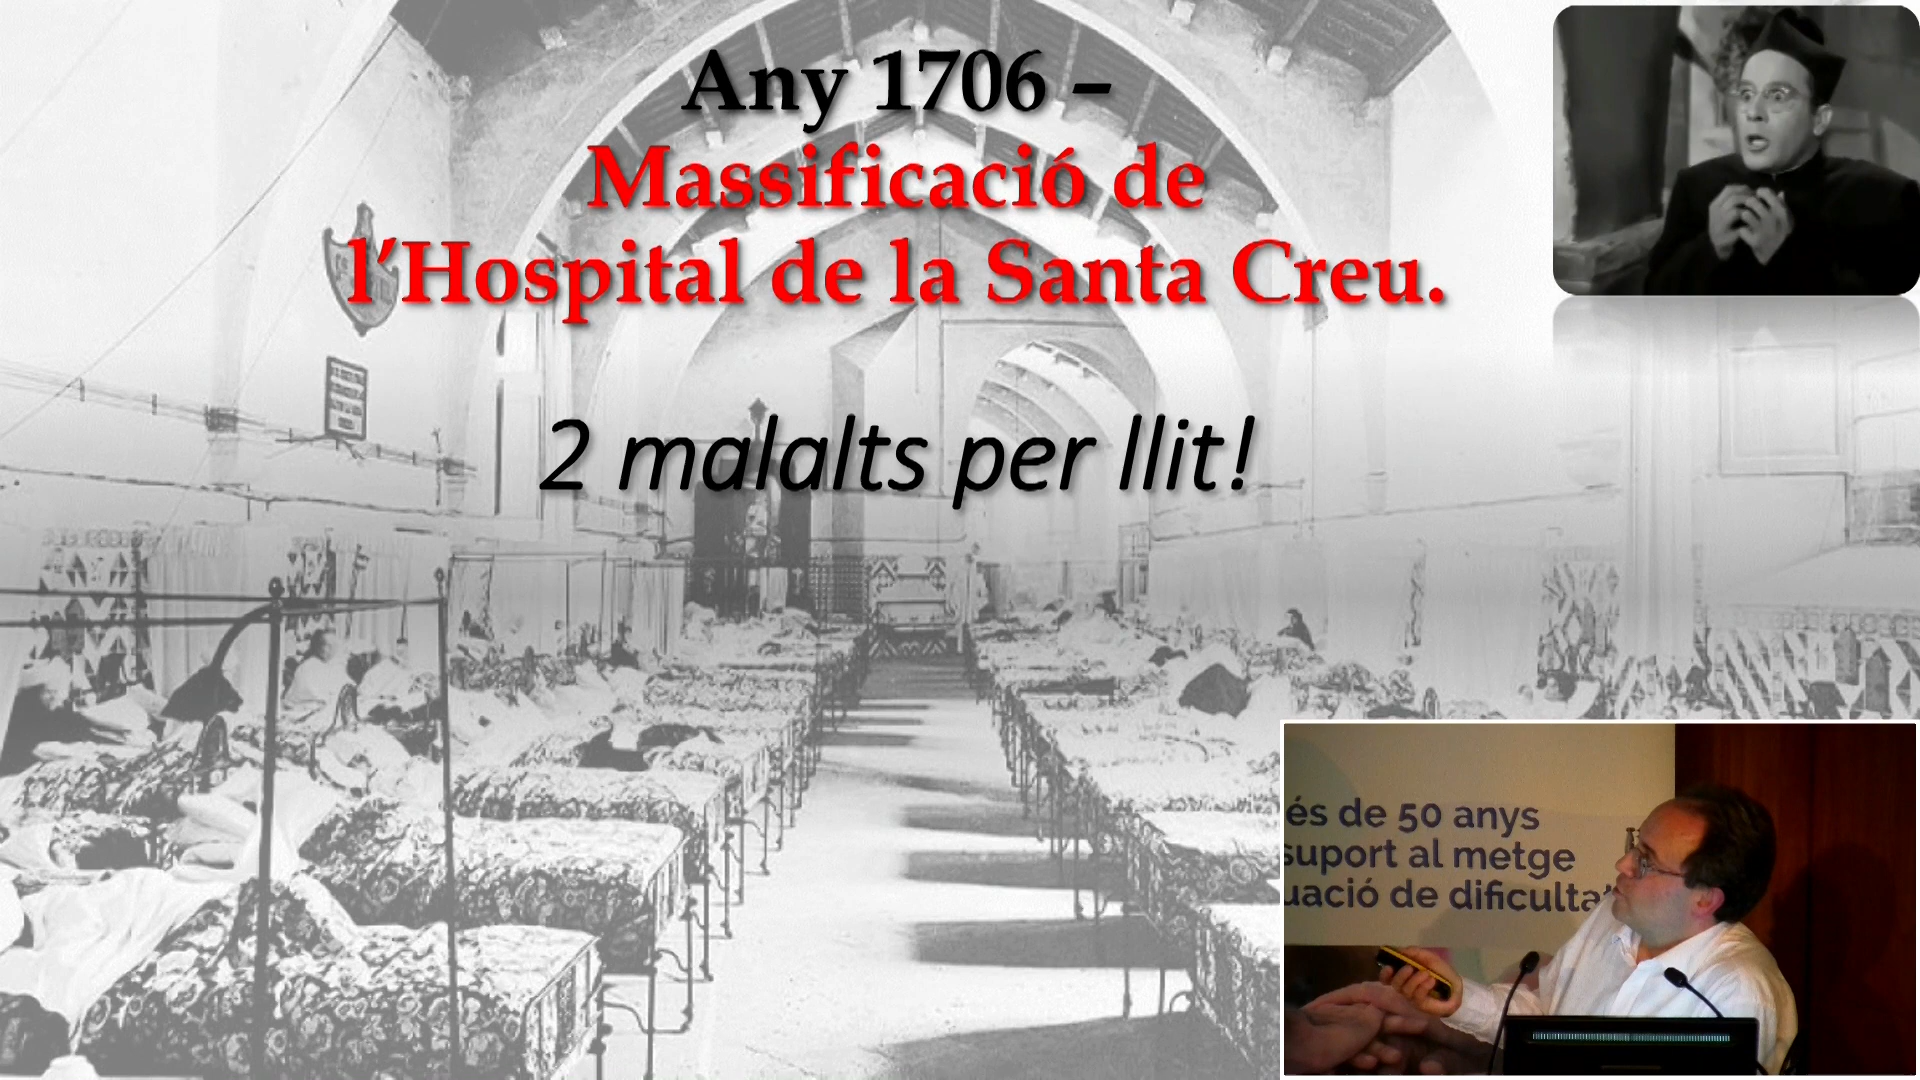 Any 1706 –
Massificació de
l’Hospital de la Santa Creu.
2 malalts per llit!
és de 50 anys
suport al metge
uació de dificulta